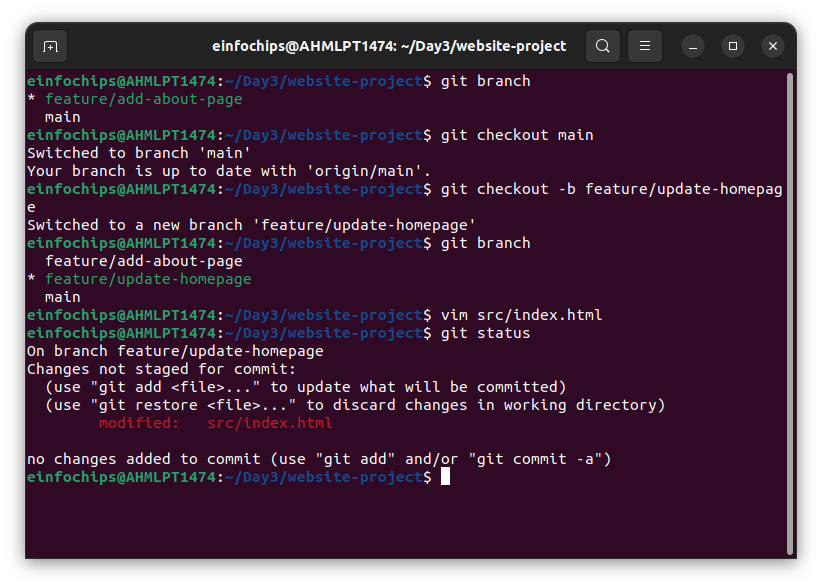 einfochips@AHMLPT1474: ~/Day3/website-project
einfochips@AHMLPT1474:~/Day3/website-project$ git branch
* feature/add-about-page
  main
einfochips@AHMLPT1474:~/Day3/website-project$ git checkout main
Switched to branch 'main'
Your branch is up to date with 'origin/main'.
einfochips@AHMLPT1474:~/Day3/website-project$ git checkout -b feature/update-homepag
e
Switched to a new branch 'feature/update-homepage'
einfochips@AHMLPT1474:~/Day3/website-project$ git branch
  feature/add-about-page
* feature/update-homepage
  main
einfochips@AHMLPT1474:~/Day3/website-project$ vim src/index.html
einfochips@AHMLPT1474:~/Day3/website-project$ git status
On branch feature/update-homepage
Changes not staged for commit:
  (use "git add <file>..." to update what will be committed)
  (use "git restore <file>..." to discard changes in working directory)
        modified:   src/index.html

no changes added to commit (use "git add" and/or "git commit -a")
einfochips@AHMLPT1474:~/Day3/website-project$